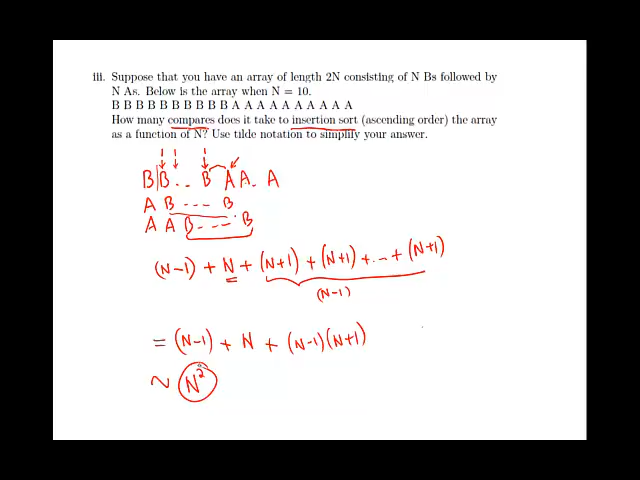 iii. Suppose that you have an array of length 2N consisting of N Bs followed by
N As. Below is the array when N = 10.
B B B B B B B B B B A A A A A A A A A A
How many compares does it take to insertion sort (ascending order) the array
as a function of N? Use tilde notation to simplify your answer.
B|B .. B A A . A
A B --- B
A A B --- B
(N-1) + N + (N+1) + (N+1) + ... + (N+1)
(N-1)
= (N-1) + N + (N-1)(N+1)
~ N²